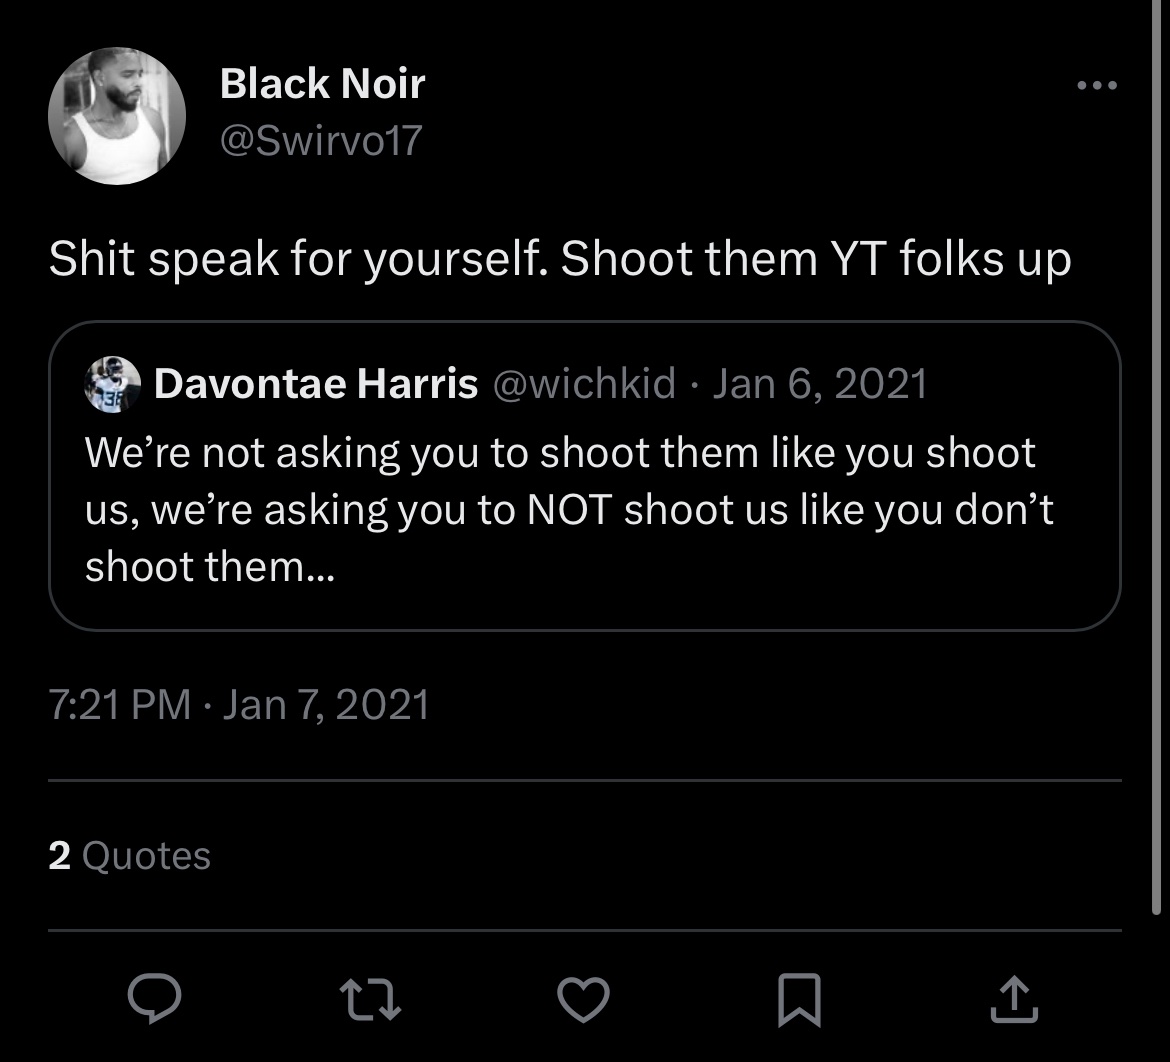 Black Noir
@Swirvo17
Shit speak for yourself. Shoot them YT folks up
Davontae Harris @wichkid · Jan 6, 2021
We’re not asking you to shoot them like you shoot
us, we’re asking you to NOT shoot us like you don’t
shoot them...
7:21 PM · Jan 7, 2021
2 Quotes